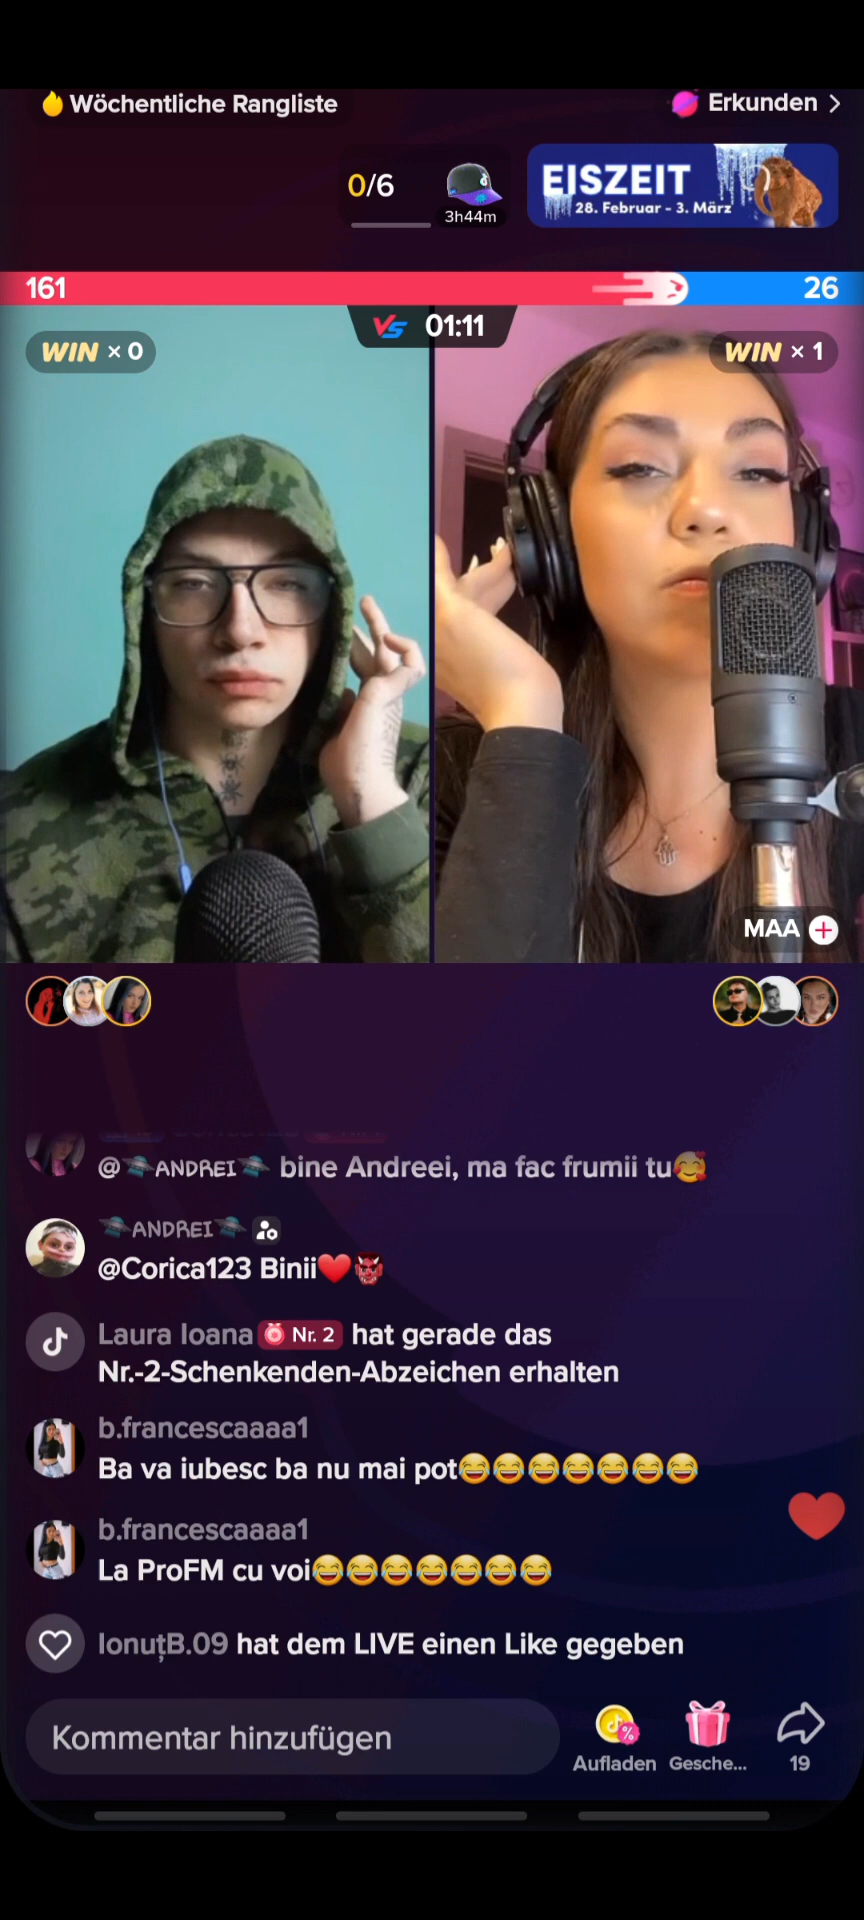 Wöchentliche Rangliste
Erkunden
0/6
3h44m
EISZEIT
28. Februar - 3. März
161
26
VS 01:11
WIN × 0
WIN × 1
MAA
@🛸ANDREI🛸 bine Andreei, ma fac frumii tu🥰
🛸ANDREI🛸
@Corica123 Binii❤️👹
Laura Ioana Nr. 2 hat gerade das
Nr.-2-Schenkenden-Abzeichen erhalten
b.francescaaaa1
Ba va iubesc ba nu mai pot😂😂😂😂😂😂😂
b.francescaaaa1
La ProFM cu voi😂😂😂😂😂😂😂
IonuțB.09 hat dem LIVE einen Like gegeben
Kommentar hinzufügen
Aufladen
Gesche...
19